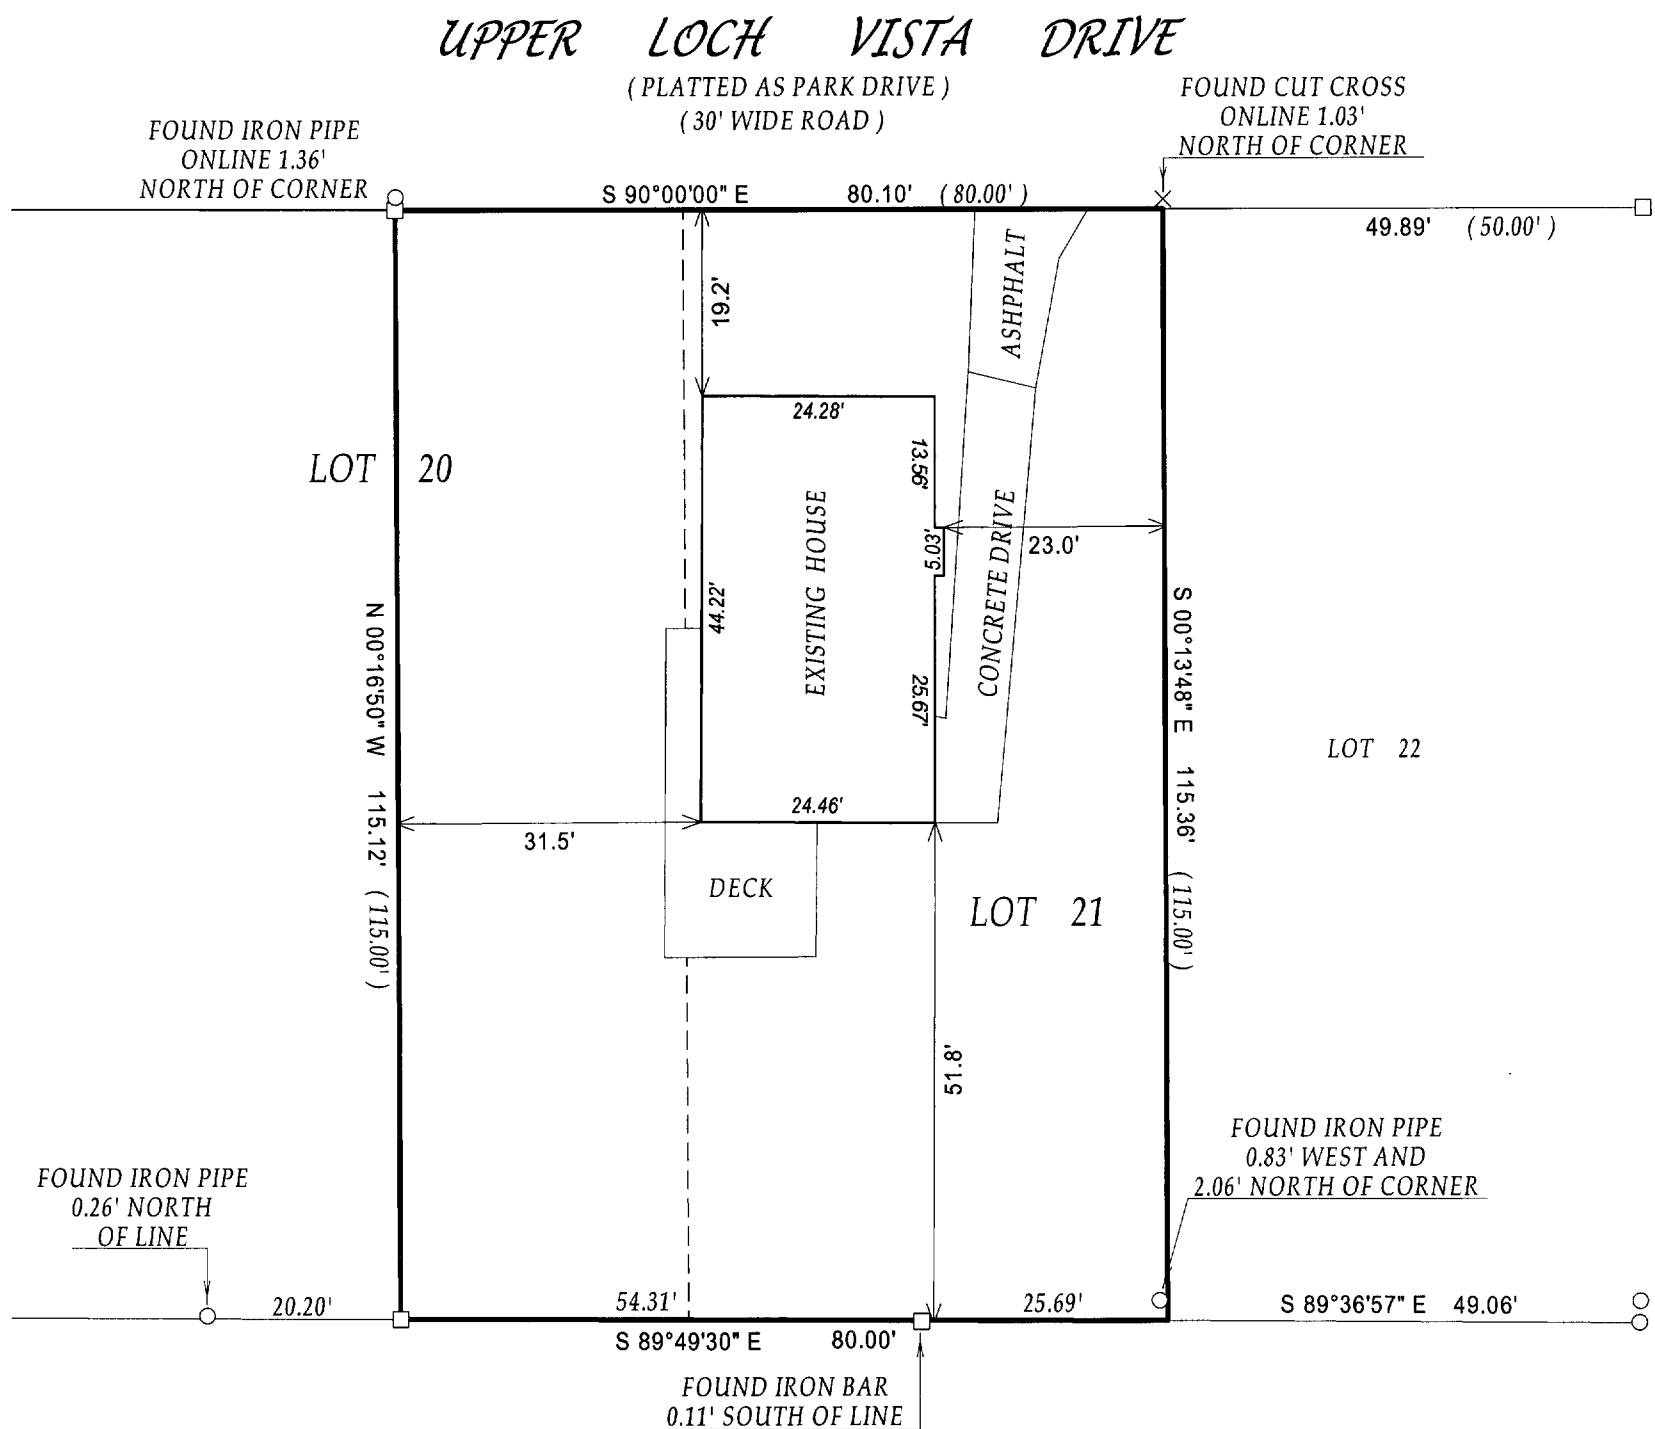 UPPER LOCH VISTA DRIVE
( PLATTED AS PARK DRIVE )
( 30' WIDE ROAD )
FOUND CUT CROSS
ONLINE 1.03'
NORTH OF CORNER
FOUND IRON PIPE
ONLINE 1.36'
NORTH OF CORNER
S 90°00'00" E 80.10' ( 80.00' )
49.89' ( 50.00' )
19.2'
ASHPHALT
24.28'
LOT 20
13.56'
EXISTING HOUSE
CONCRETE DRIVE
5.03'
23.0'
44.22'
N 00°16'50" W 115.12' ( 115.00' )
S 00°13'48" E 115.36' ( 115.00' )
25.67'
LOT 22
24.46'
31.5'
DECK
LOT 21
51.8'
FOUND IRON PIPE
0.83' WEST AND
2.06' NORTH OF CORNER
FOUND IRON PIPE
0.26' NORTH
OF LINE
20.20'
54.31'
25.69'
S 89°36'57" E 49.06'
S 89°49'30" E 80.00'
FOUND IRON BAR
0.11' SOUTH OF LINE